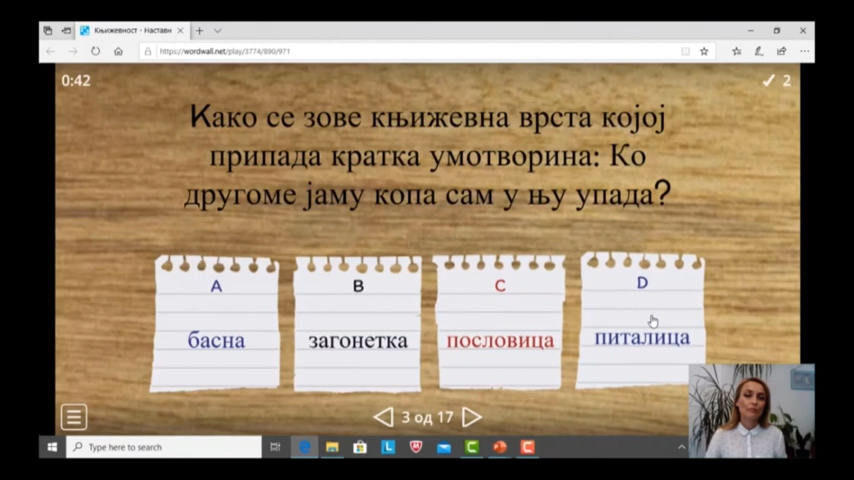 Књижевност - Наставн
https://wordwall.net/play/3774/890/971
0:42
2
Како се зове књижевна врста којој
припада кратка умотворина: Ко
другоме јаму копа сам у њу упада?
A
B
C
D
басна
загонетка
пословица
питалица
3 од 17
Type here to search